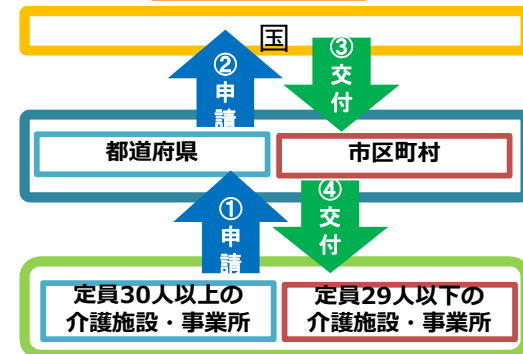 国
②
申
請
③
交
付
都道府県
市区町村
①
申
請
④
交
付
定員30人以上の
介護施設・事業所
定員29人以下の
介護施設・事業所